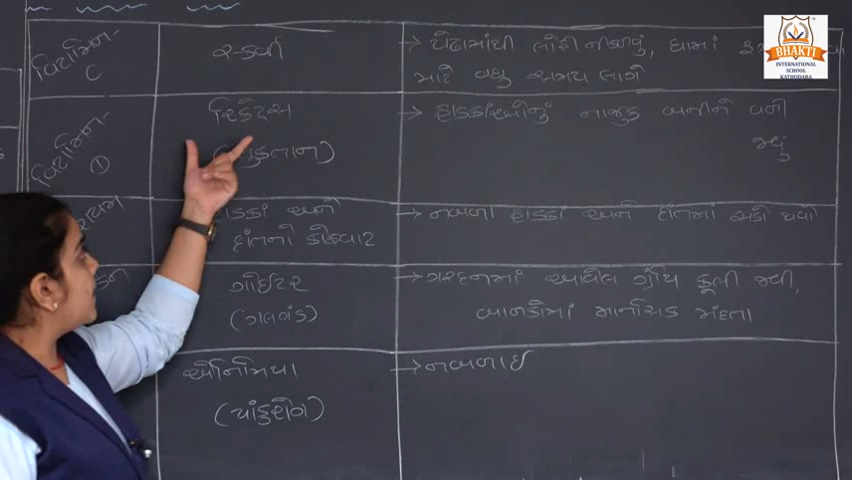 વિટામિન-
C
સ્કર્વી
→ પેઢામાંથી લોહી નીકળવું, ઘામાં
માટે વધુ સમય લાગે
વિટામિન-
D
રિકેટ્સ
સુકતાન)
→ હાડકાંઓનું નાજુક બનીને વળી
જવું
હાડકાં અને
દાંતનો કોહવાટ
→ નબળા હાડકાં અને દાંતમાં સડો થવો
ગોઇટર
(ગલગંડ)
→ ગરદનમાં આવેલ ગ્રંથિ ફૂલી જવી,
બાળકોમાં માનસિક મંદતા
એનિમિયા
(પાંડુરોગ)
→ નબળાઇ
BHAKTI
INTERNATIONAL
SCHOOL
KATHODARA